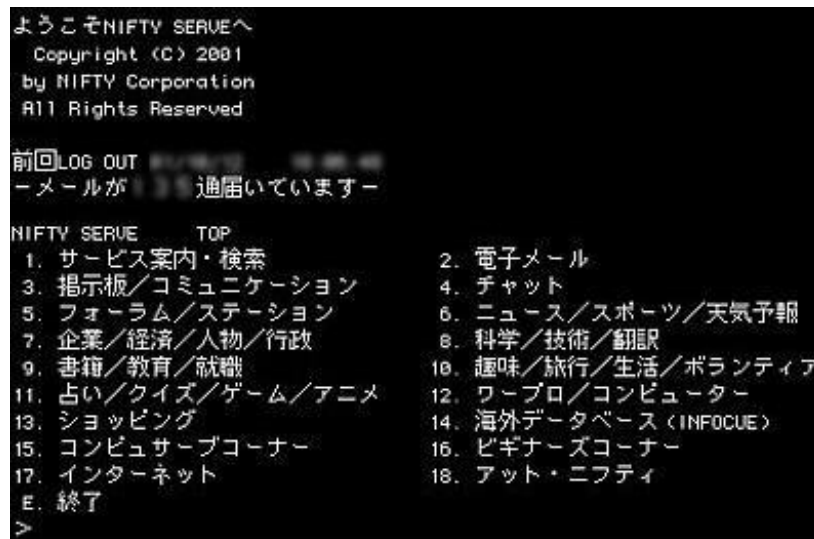 ようこそNIFTY SERVEへ
Copyright (C) 2001
by NIFTY Corporation
All Rights Reserved
前回LOG OUT
-メールが 通届いています-
NIFTY SERVE TOP
1. サービス案内・検索 2. 電子メール
3. 掲示板/コミュニケーション 4. チャット
5. フォーラム/ステーション 6. ニュース/スポーツ/天気予報
7. 企業/経済/人物/行政 8. 科学/技術/翻訳
9. 書籍/教育/就職 10. 趣味/旅行/生活/ボランティア
11. 占い/クイズ/ゲーム/アニメ 12. ワープロ/コンピューター
13. ショッピング 14. 海外データベース(INFOCUE)
15. コンピュサーブコーナー 16. ビギナーズコーナー
17. インターネット 18. アット・ニフティ
E. 終了
>